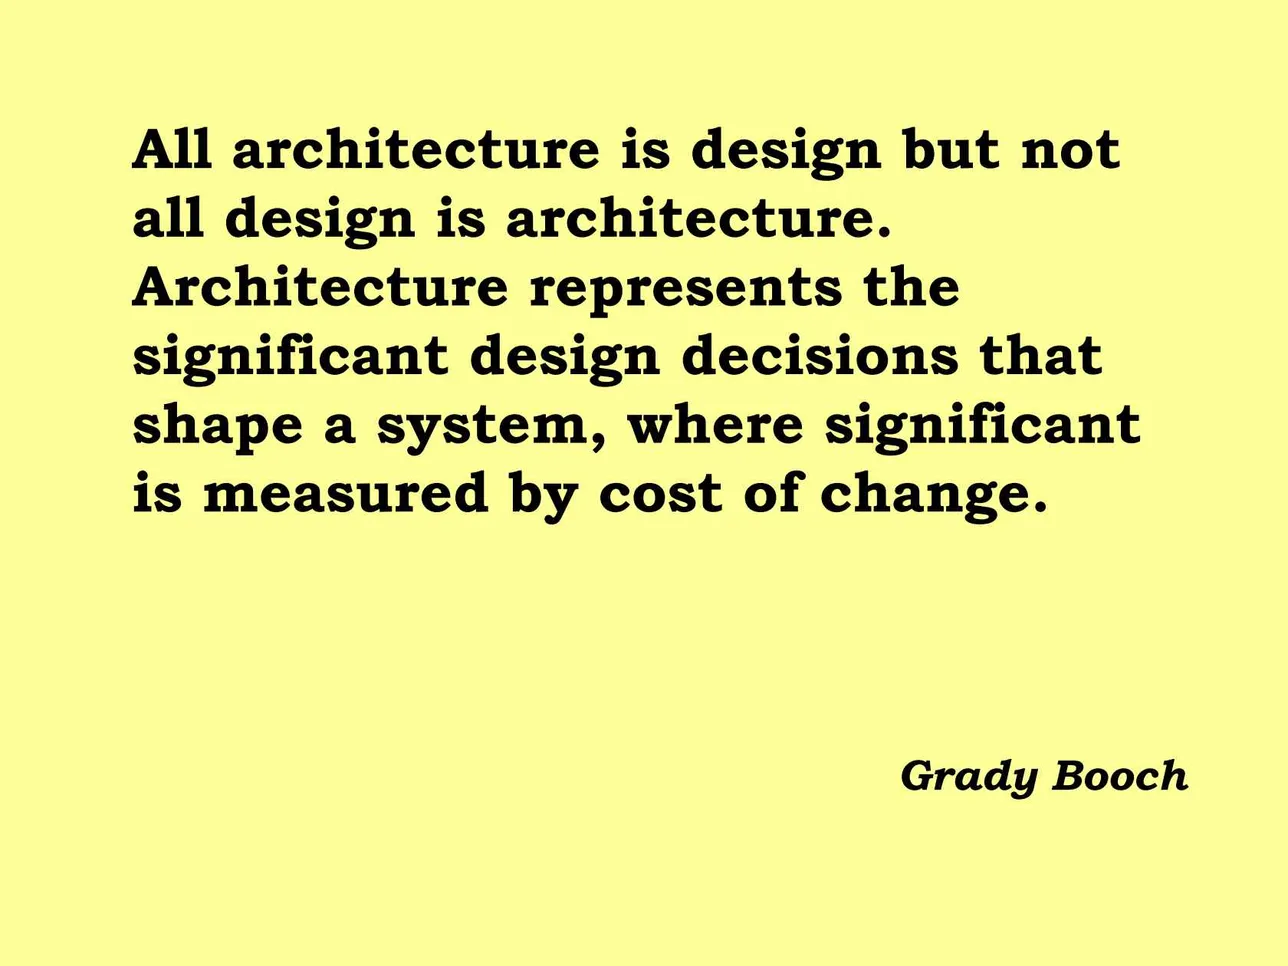 All architecture is design but not
all design is architecture.
Architecture represents the
significant design decisions that
shape a system, where significant
is measured by cost of change.
Grady Booch